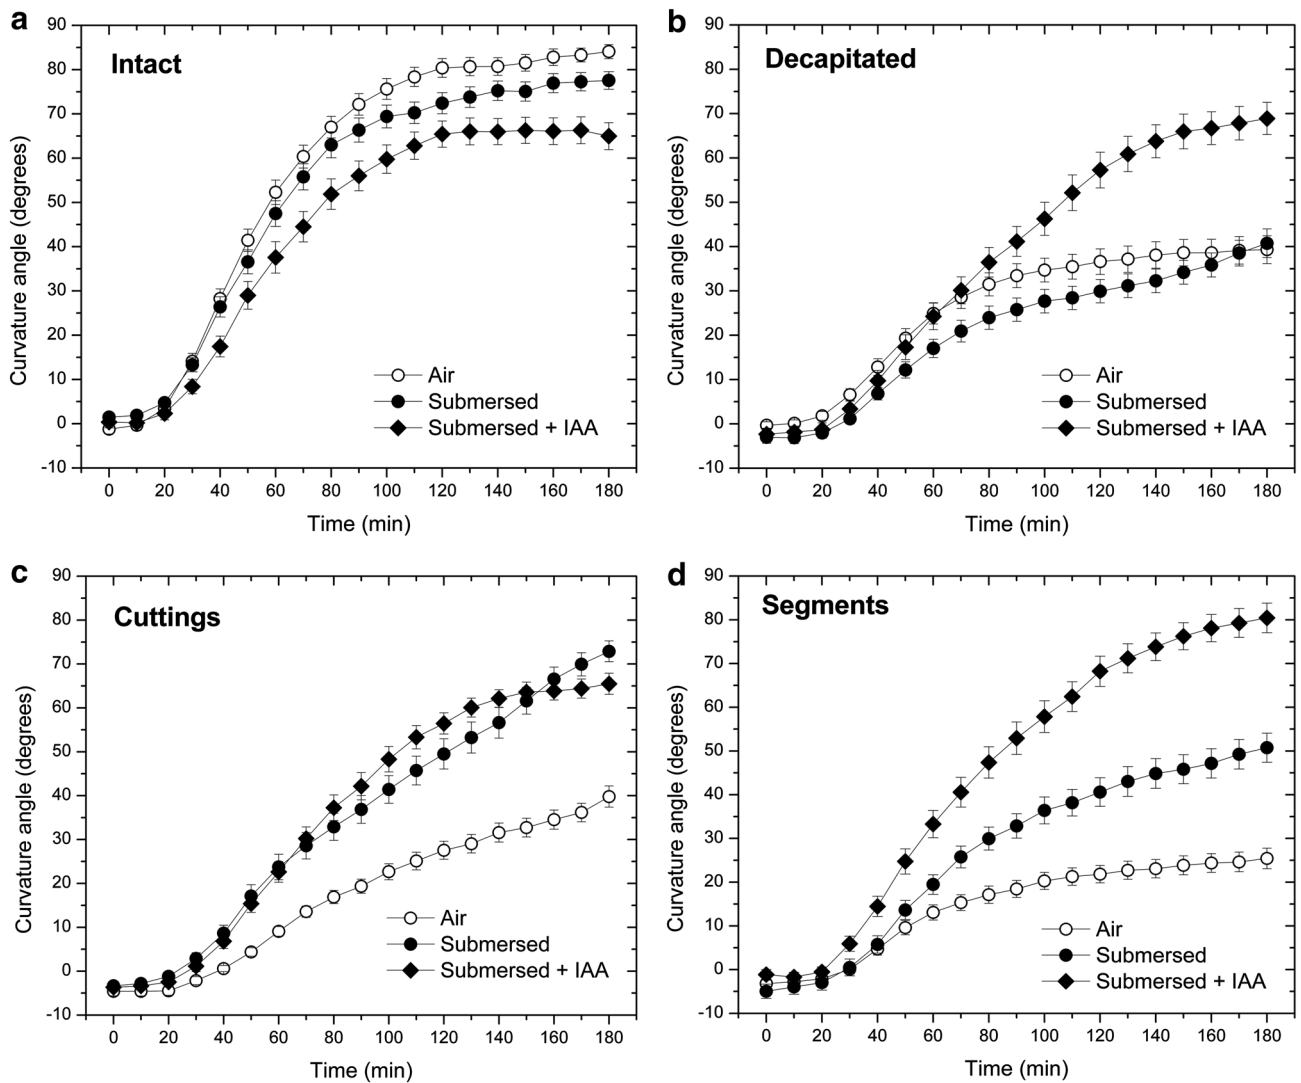 a
Intact
90
80
70
60
50
40
30
20
10
0
-10
Curvature angle (degrees)
Air
Submersed
Submersed + IAA
0 20 40 60 80 100 120 140 160 180
Time (min)
b
Decapitated
90
80
70
60
50
40
30
20
10
0
-10
Curvature angle (degrees)
Air
Submersed
Submersed + IAA
0 20 40 60 80 100 120 140 160 180
Time (min)
c
Cuttings
90
80
70
60
50
40
30
20
10
0
-10
Curvature angle (degrees)
Air
Submersed
Submersed + IAA
0 20 40 60 80 100 120 140 160 180
Time (min)
d
Segments
90
80
70
60
50
40
30
20
10
0
-10
Curvature angle (degrees)
Air
Submersed
Submersed + IAA
0 20 40 60 80 100 120 140 160 180
Time (min)